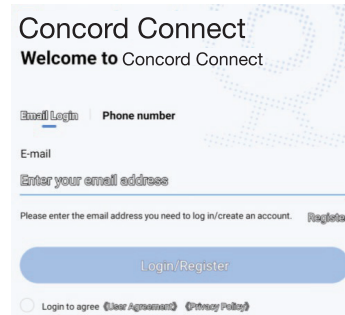 Concord Connect
Welcome to Concord Connect
Email Login Phone number
E-mail
Enter your email address
Please enter the email address you need to log in/create an account. Register
Login/Register
Login to agree 《User Agreement》 《Privacy Policy》